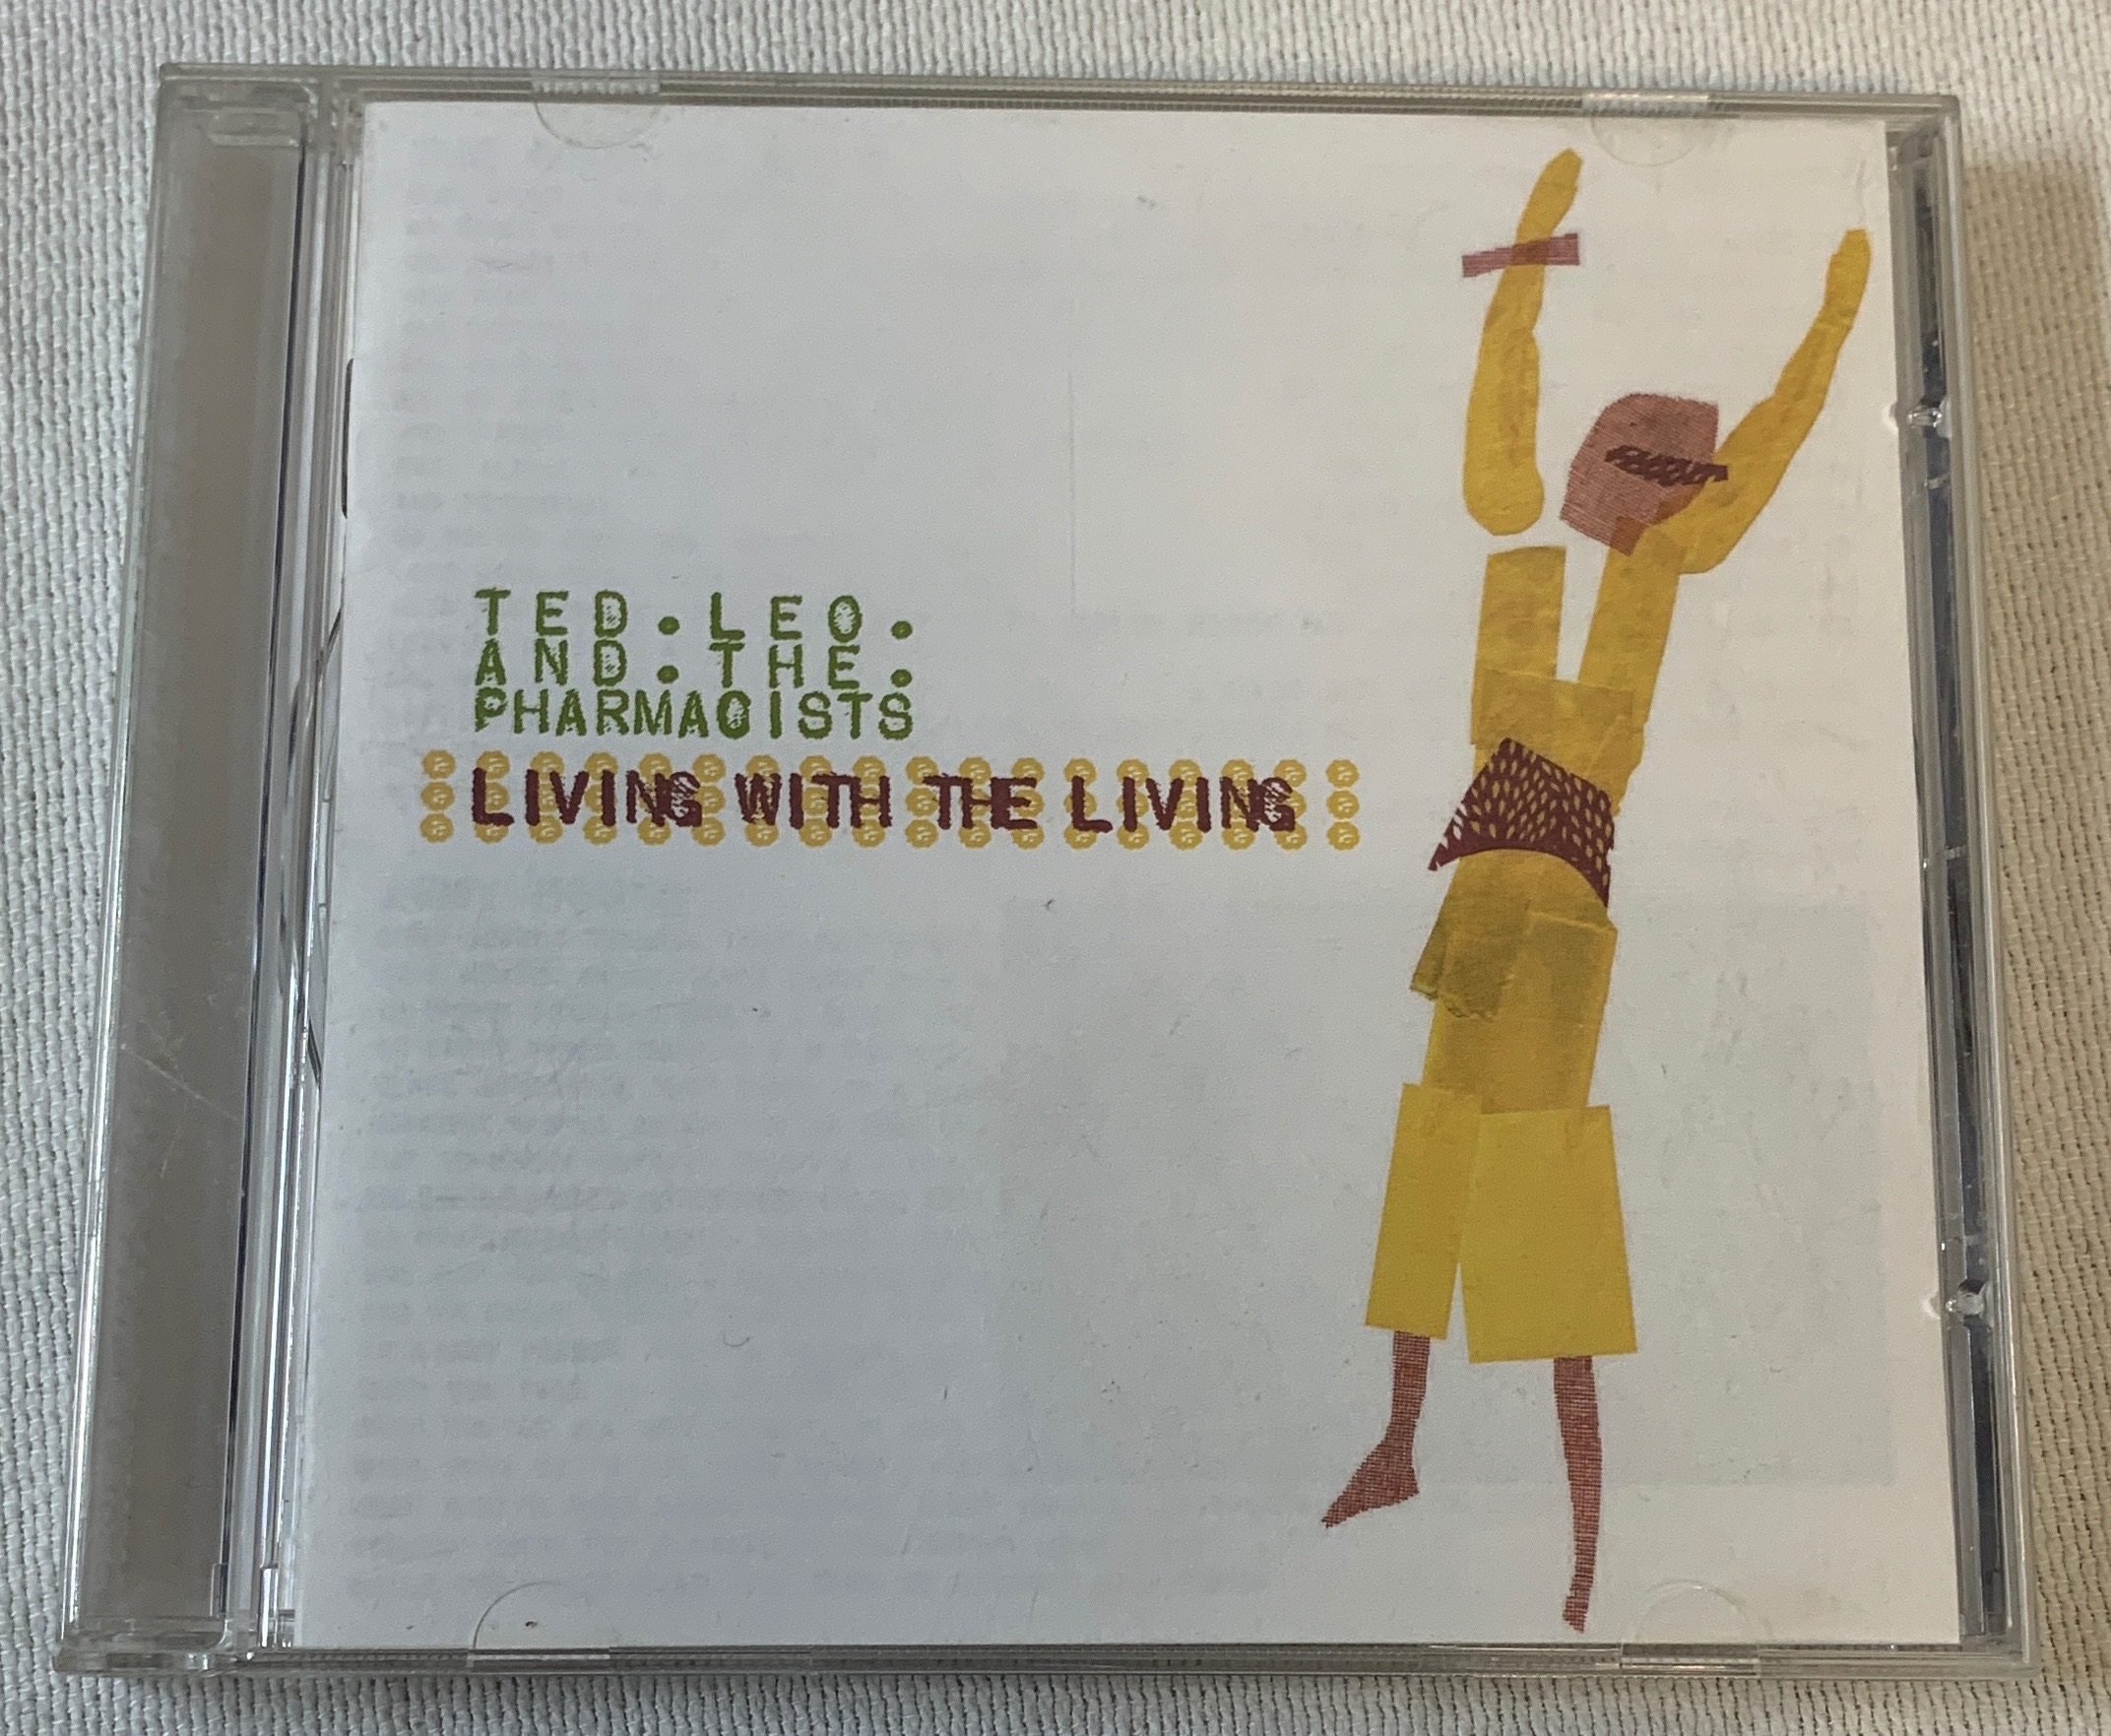 TED.LEO.
AND.THE.
PHARMACISTS
LIVING WITH THE LIVING